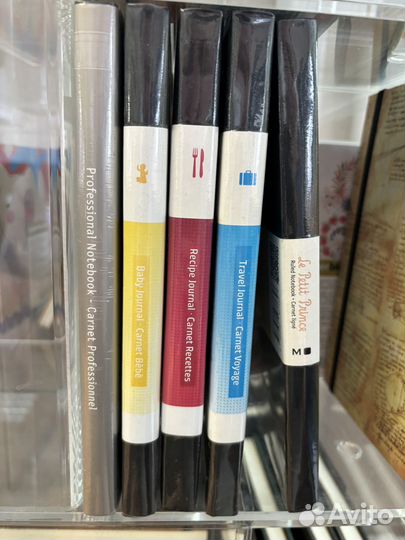 Professional Notebook · Carnet Professionnel
Baby Journal · Carnet Bébé
Recipe Journal · Carnet Recettes
Travel Journal · Carnet Voyage
Le Petit Prince
Ruled Notebook · Carnet ligné
M
Avito